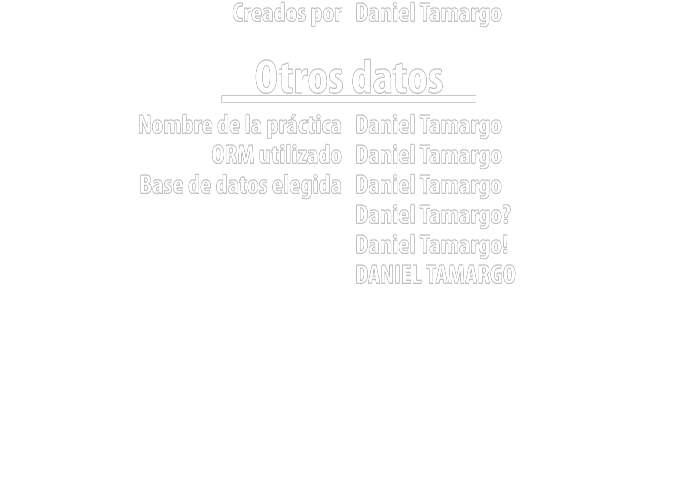 Creados por Daniel Tamargo
Otros datos
Nombre de la práctica Daniel Tamargo
ORM utilizado Daniel Tamargo
Base de datos elegida Daniel Tamargo
Daniel Tamargo?
Daniel Tamargo!
DANIEL TAMARGO